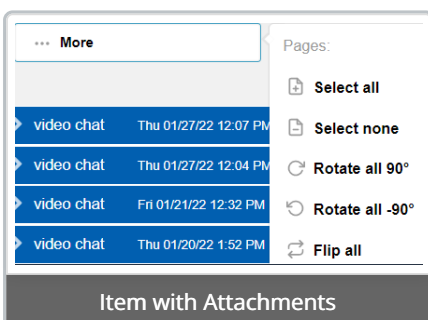 ... More
Pages:
Select all
Select none
Rotate all 90°
Rotate all -90°
Flip all
video chat Thu 01/27/22 12:07 PM
video chat Thu 01/27/22 12:04 PM
video chat Fri 01/21/22 12:32 PM
video chat Thu 01/20/22 1:52 PM
Item with Attachments